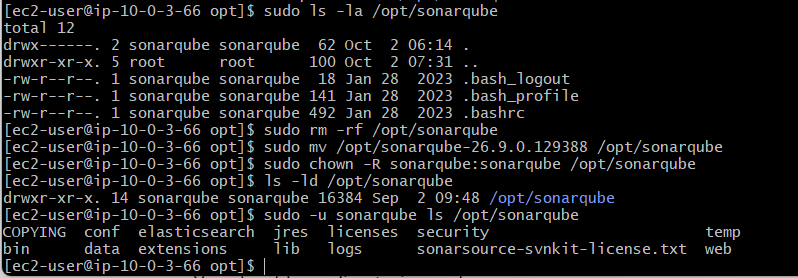 [ec2-user@ip-10-0-3-66 opt]$ sudo ls -la /opt/sonarqube
total 12
drwx------. 2 sonarqube sonarqube  62 Oct  2 06:14 .
drwxr-xr-x. 5 root      root      100 Oct  2 07:31 ..
-rw-r--r--. 1 sonarqube sonarqube  18 Jan 28  2023 .bash_logout
-rw-r--r--. 1 sonarqube sonarqube 141 Jan 28  2023 .bash_profile
-rw-r--r--. 1 sonarqube sonarqube 492 Jan 28  2023 .bashrc
[ec2-user@ip-10-0-3-66 opt]$ sudo rm -rf /opt/sonarqube
[ec2-user@ip-10-0-3-66 opt]$ sudo mv /opt/sonarqube-26.9.0.129388 /opt/sonarqube
[ec2-user@ip-10-0-3-66 opt]$ sudo chown -R sonarqube:sonarqube /opt/sonarqube
[ec2-user@ip-10-0-3-66 opt]$ ls -ld /opt/sonarqube
drwxr-xr-x. 14 sonarqube sonarqube 16384 Sep  2 09:48 /opt/sonarqube
[ec2-user@ip-10-0-3-66 opt]$ sudo -u sonarqube ls /opt/sonarqube
COPYING  conf  elasticsearch  jres  licenses  security                     temp
bin      data  extensions     lib   logs      sonarsource-svnkit-license.txt  web
[ec2-user@ip-10-0-3-66 opt]$